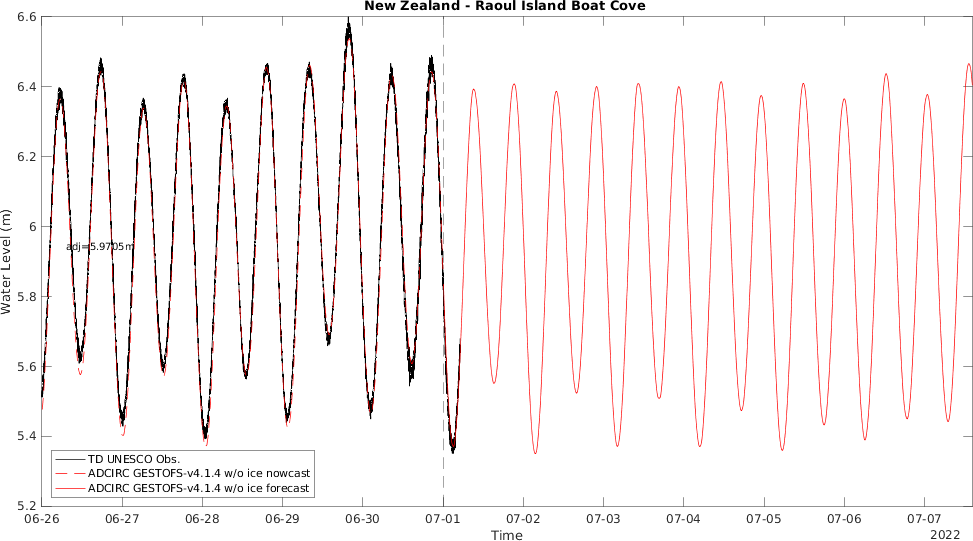 New Zealand - Raoul Island Boat Cove
Water Level (m)
6.6
6.4
6.2
6
5.8
5.6
5.4
5.2
adj=5.9705m
TD UNESCO Obs.
ADCIRC GESTOFS-v4.1.4 w/o ice nowcast
ADCIRC GESTOFS-v4.1.4 w/o ice forecast
06-26 06-27 06-28 06-29 06-30 07-01 07-02 07-03 07-04 07-05 07-06 07-07
Time
2022